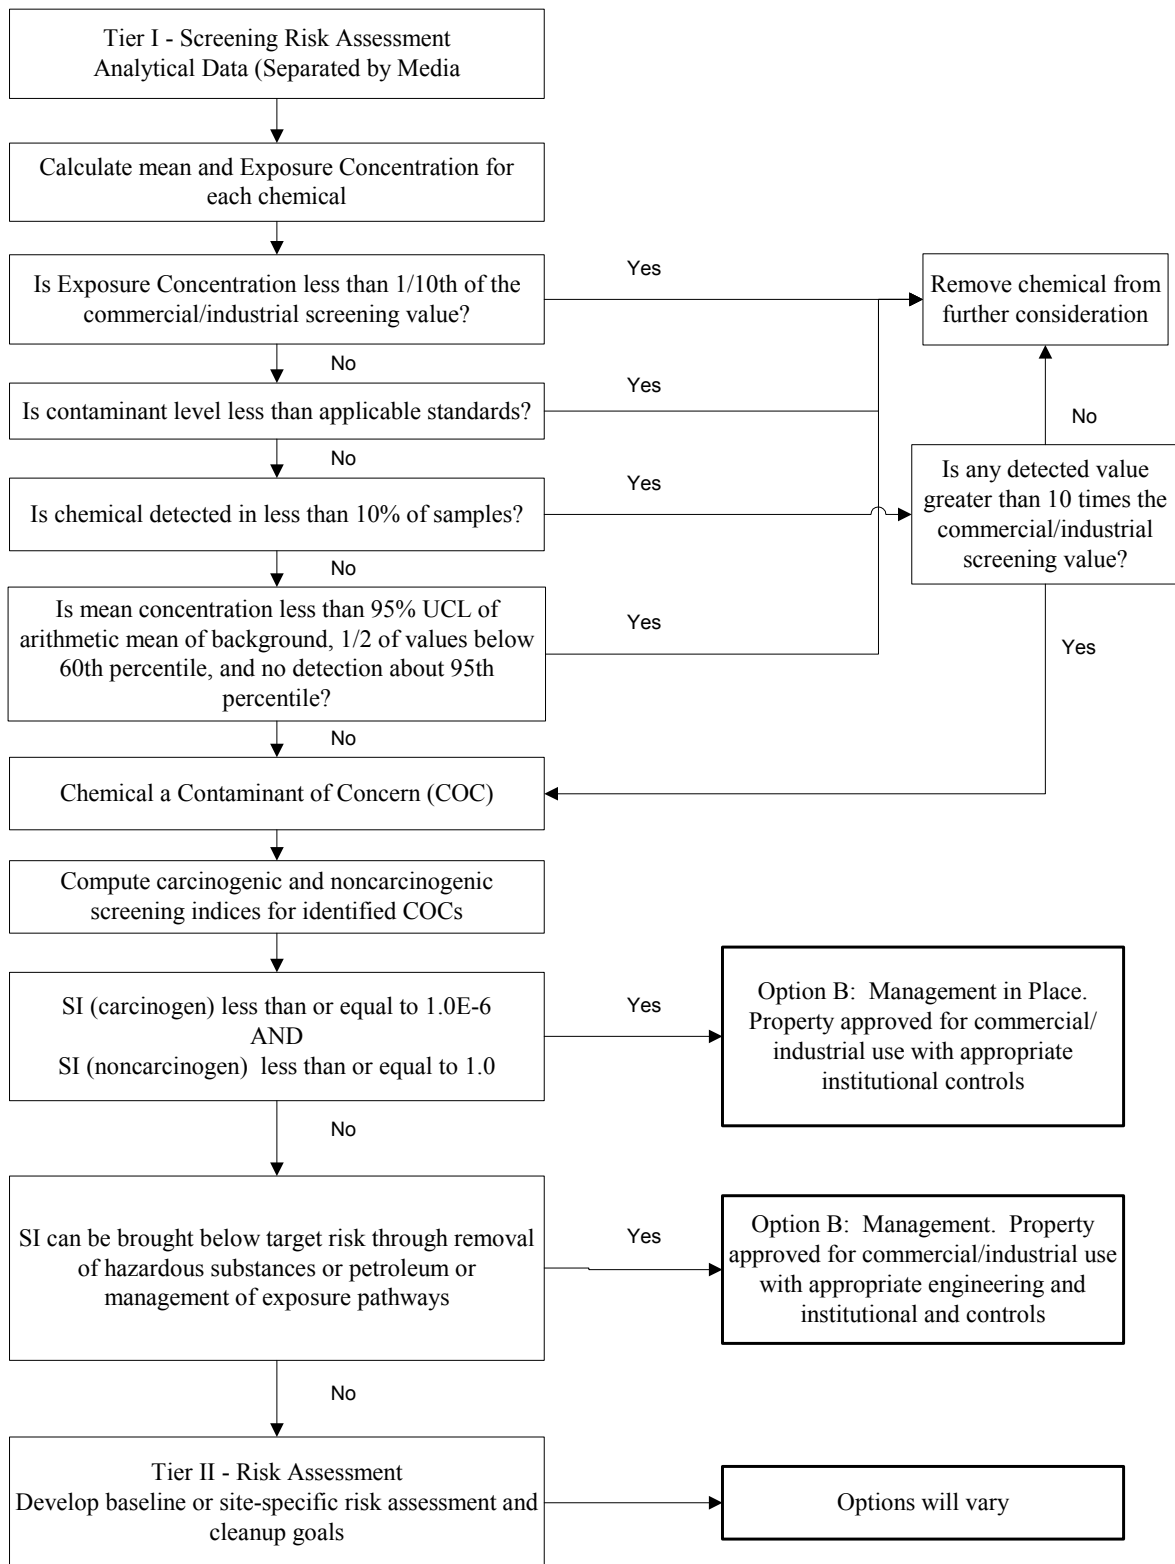 Tier I - Screening Risk Assessment
Analytical Data (Separated by Media
Calculate mean and Exposure Concentration for
each chemical
Is Exposure Concentration less than 1/10th of the
commercial/industrial screening value?
Yes
Remove chemical from
further consideration
No
Is contaminant level less than applicable standards?
Yes
No
No
Is chemical detected in less than 10% of samples?
Yes
Is any detected value
greater than 10 times the
commercial/industrial
screening value?
No
Is mean concentration less than 95% UCL of
arithmetic mean of background, 1/2 of values below
60th percentile, and no detection about 95th
percentile?
Yes
Yes
No
Chemical a Contaminant of Concern (COC)
Compute carcinogenic and noncarcinogenic
screening indices for identified COCs
SI (carcinogen) less than or equal to 1.0E-6
AND
SI (noncarcinogen) less than or equal to 1.0
Yes
Option B: Management in Place.
Property approved for commercial/
industrial use with appropriate
institutional controls
No
SI can be brought below target risk through removal
of hazardous substances or petroleum or
management of exposure pathways
Yes
Option B: Management. Property
approved for commercial/industrial use
with appropriate engineering and
institutional and controls
No
Tier II - Risk Assessment
Develop baseline or site-specific risk assessment and
cleanup goals
Options will vary